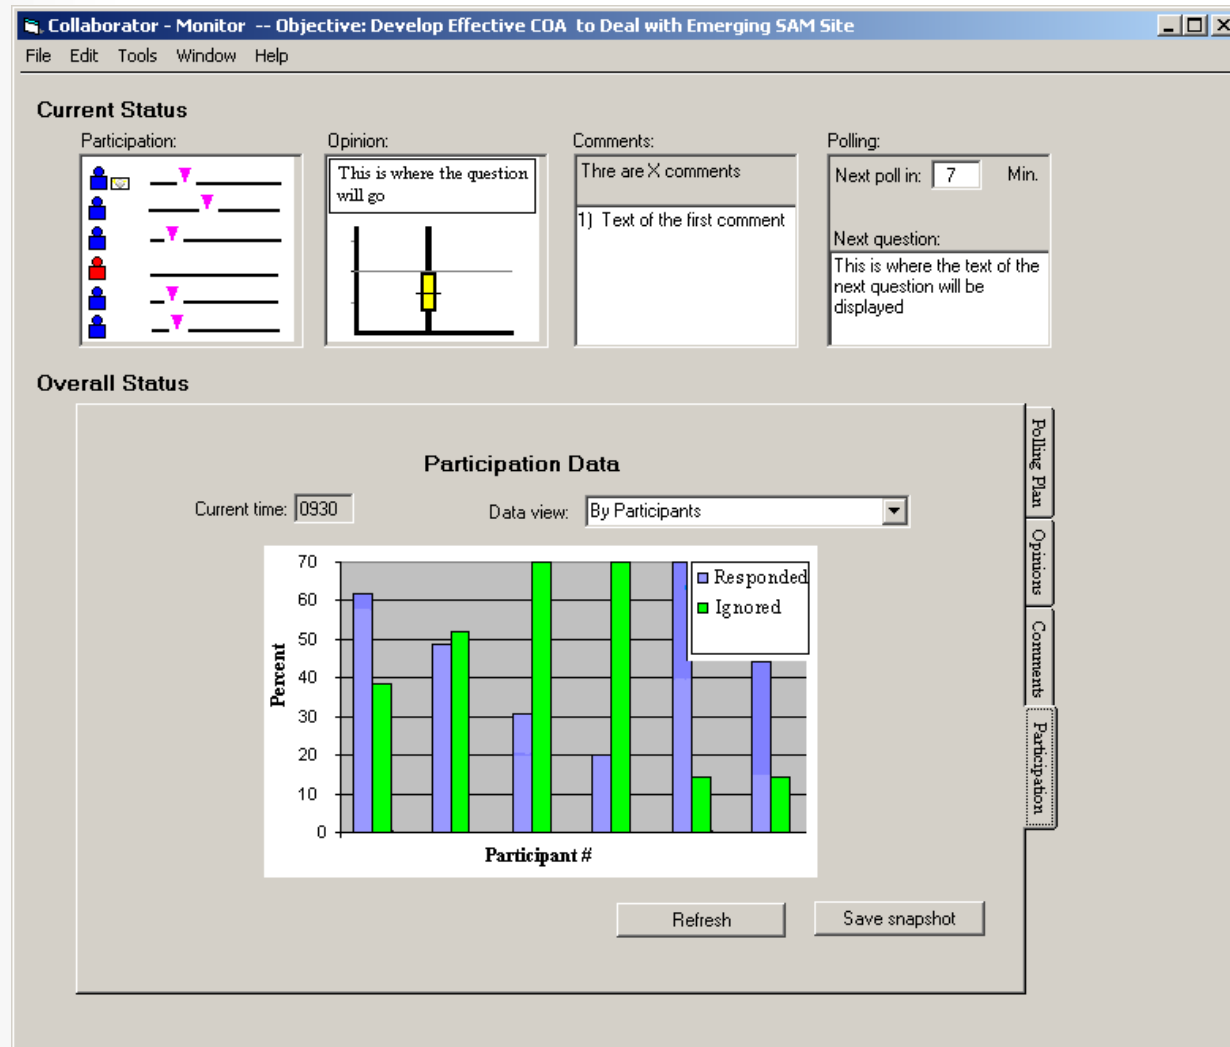 Collaborator - Monitor -- Objective: Develop Effective COA to Deal with Emerging SAM Site
File Edit Tools Window Help
Current Status
Participation:
Opinion:
This is where the question
will go
Comments:
Thre are X comments
1) Text of the first comment
Polling:
Next poll in: 7 Min.
Next question:
This is where the text of the
next question will be
displayed
Overall Status
Participation Data
Current time: 0930
Data view: By Participants
Percent
70
60
50
40
30
20
10
0
Responded
Ignored
Participant #
Refresh
Save snapshot
Polling Plan
Opinions
Comments
Participation